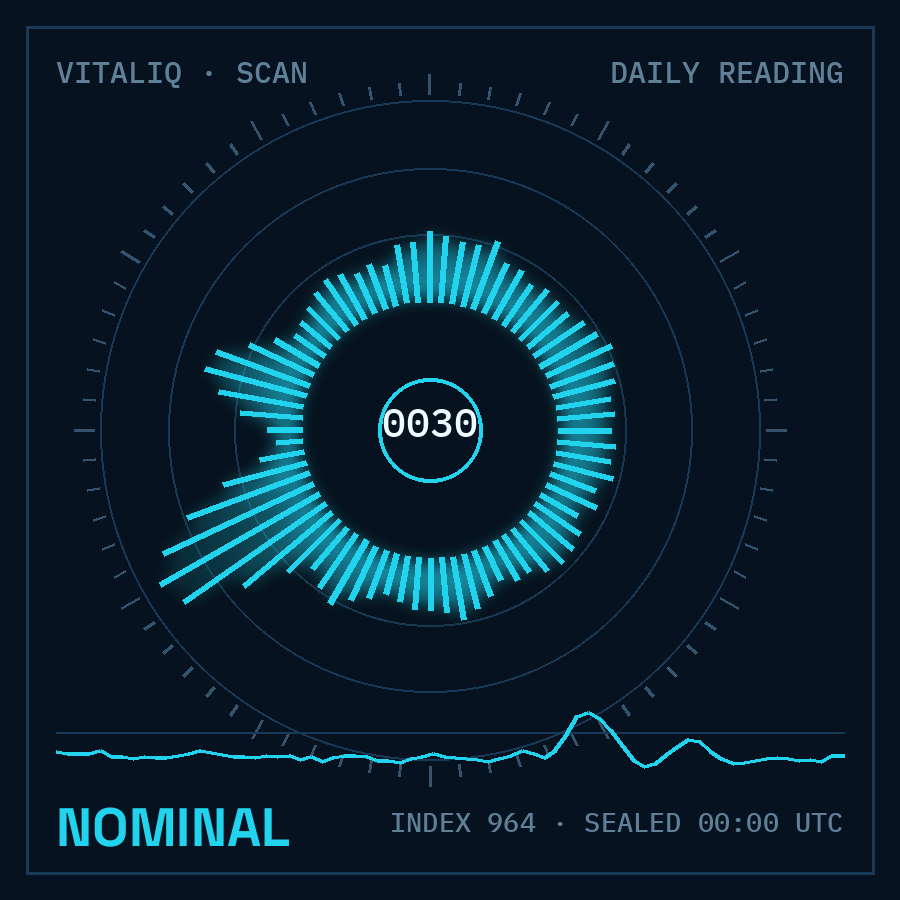 VITALIQ · SCAN
DAILY READING
0030
NOMINAL
INDEX 964 · SEALED 00:00 UTC